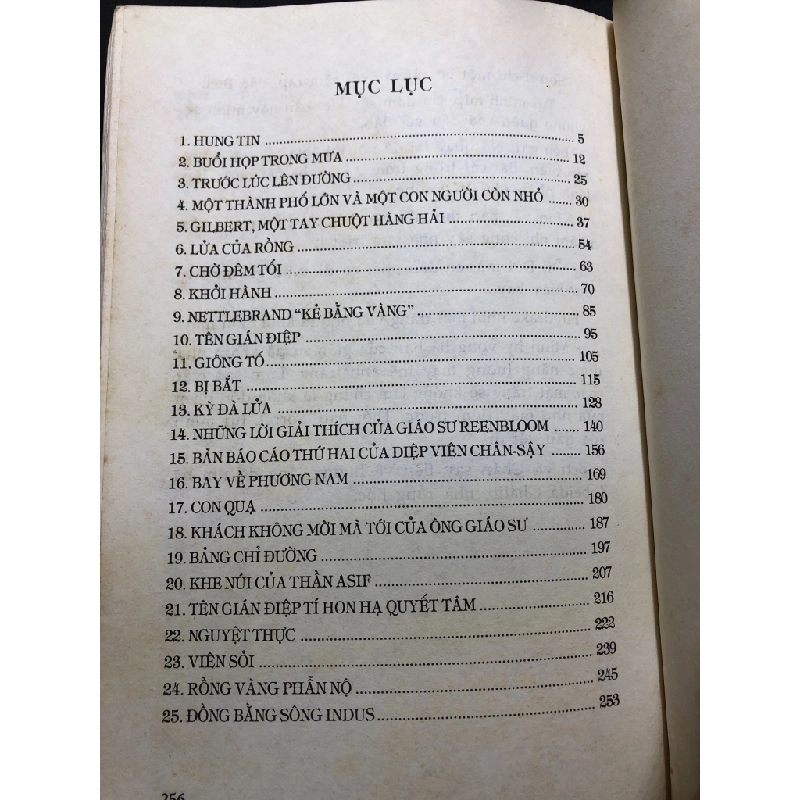 MỤC LỤC
1. HUNG TIN 5
2. BUỔI HỌP TRONG MƯA 12
3. TRƯỚC LÚC LÊN ĐƯỜNG 25
4. MỘT THÀNH PHỐ LỚN VÀ MỘT CON NGƯỜI CÒN NHỎ 30
5. GILBERT, MỘT TAY CHUỘT HÀNG HẢI 37
6. LỬA CỦA RỒNG 54
7. CHỜ ĐÊM TỐI 63
8. KHỞI HÀNH 70
9. NETTLEBRAND “KẺ BẰNG VÀNG” 85
10. TÊN GIÁN ĐIỆP 95
11. GIÔNG TỐ 105
12. BỊ BẮT 115
13. KỲ ĐÀ LỬA 128
14. NHỮNG LỜI GIẢI THÍCH CỦA GIÁO SƯ REENBLOOM 140
15. BẢN BÁO CÁO THỨ HAI CỦA DIỆP VIÊN CHÂN-SẬY 156
16. BAY VỀ PHƯƠNG NAM 169
17. CON QUẠ 180
18. KHÁCH KHÔNG MỜI MÀ TỚI CỦA ÔNG GIÁO SƯ 187
19. BẢNG CHỈ ĐƯỜNG 197
20. KHE NÚI CỦA THẦN ASIF 207
21. TÊN GIÁN ĐIỆP TÍ HON HẠ QUYẾT TÂM 216
22. NGUYỆT THỰC 222
23. VIÊN SỎI 239
24. RỒNG VÀNG PHẪN NỘ 245
25. ĐỒNG BẰNG SÔNG INDUS 253
256